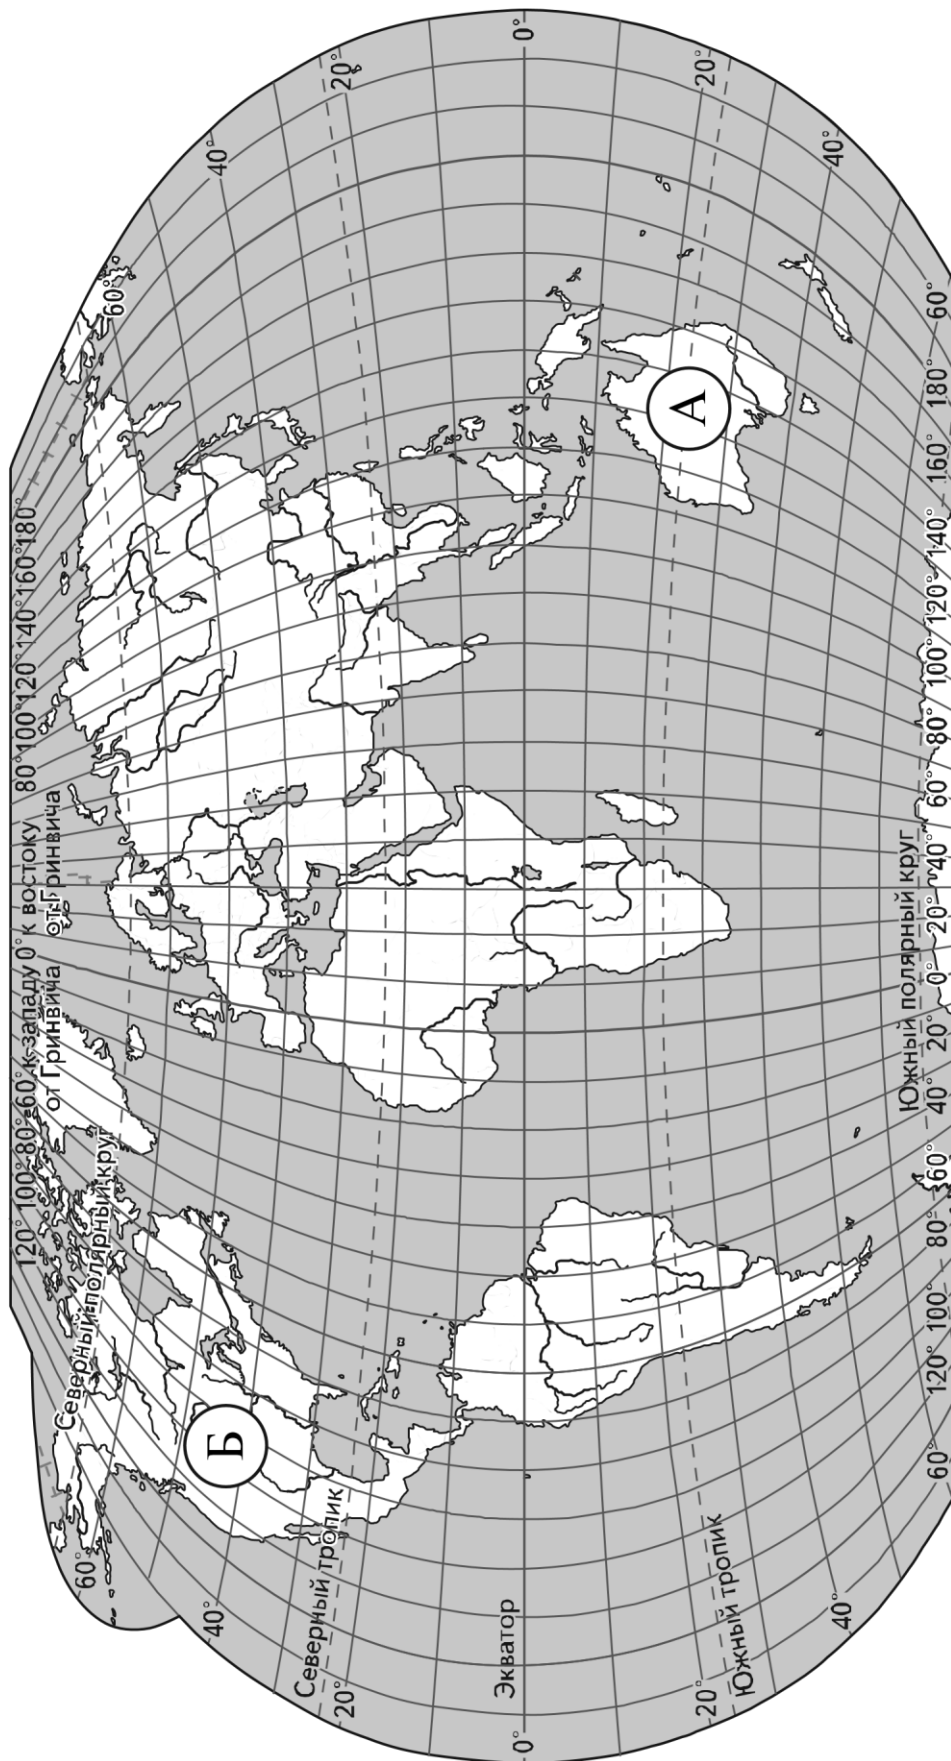 120° 100° 80° 60° к западу 0° к востоку 80° 100° 120° 140° 160° 180°
от Гринвича от Гринвича
Северный полярный круг
60° 60°
40° 40°
Б
Северный тропик
20° 20°
Экватор
0° 0°
А
20° 20°
Южный тропик
40° 40°
Южный полярный круг
60° 120° 100° 80° 60° 40° 20° 0° 20° 40° 60° 80° 100° 120° 140° 160° 180° 60°